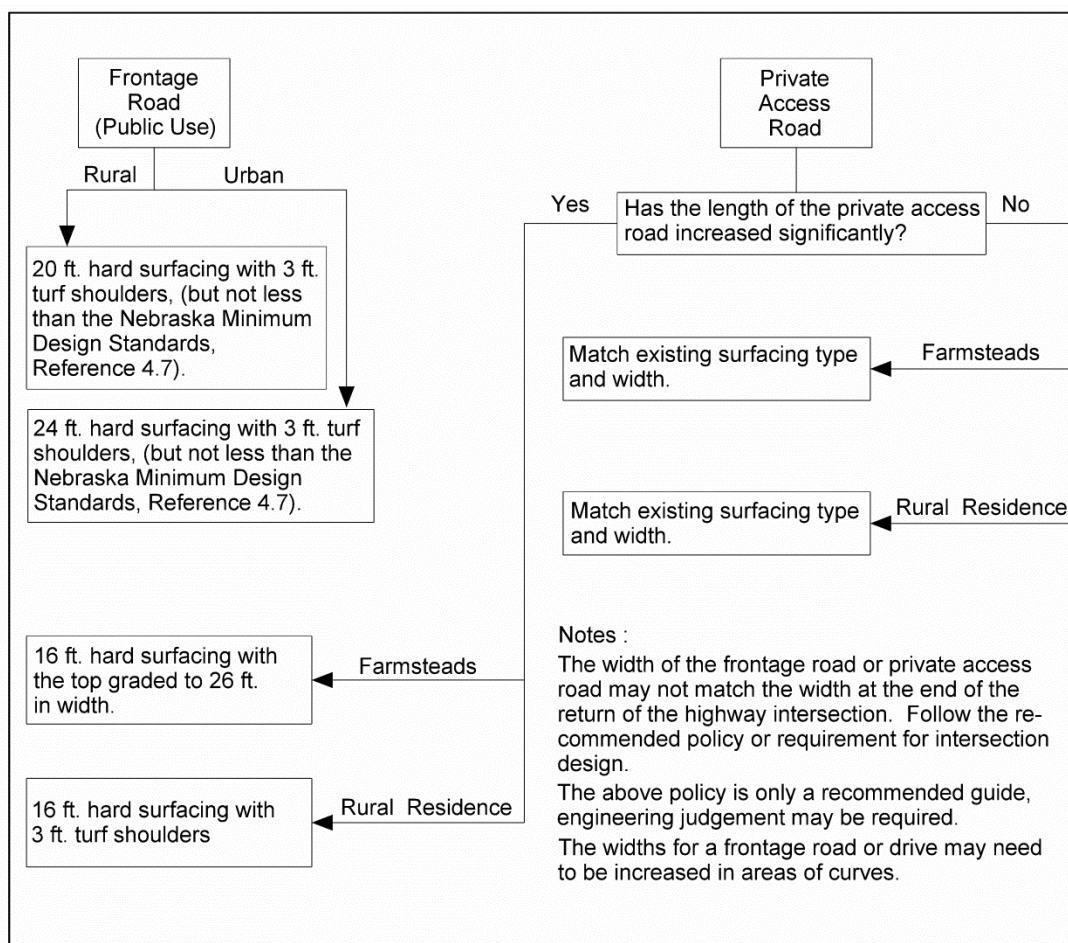 Frontage
Road
(Public Use)
Rural
Urban
20 ft. hard surfacing with 3 ft.
turf shoulders, (but not less
than the Nebraska Minimum
Design Standards,
Reference 4.7).
24 ft. hard surfacing with 3 ft. turf
shoulders, (but not less than the
Nebraska Minimum Design
Standards, Reference 4.7).
Private
Access
Road
Yes
Has the length of the private access
road increased significantly?
No
Match existing surfacing type
and width.
Farmsteads
Match existing surfacing type
and width.
Rural Residence
16 ft. hard surfacing with
the top graded to 26 ft.
in width.
Farmsteads
16 ft. hard surfacing with
3 ft. turf shoulders
Rural Residence
Notes :
The width of the frontage road or private access
road may not match the width at the end of the
return of the highway intersection. Follow the re-
commended policy or requirement for intersection
design.
The above policy is only a recommended guide,
engineering judgement may be required.
The widths for a frontage road or drive may need
to be increased in areas of curves.